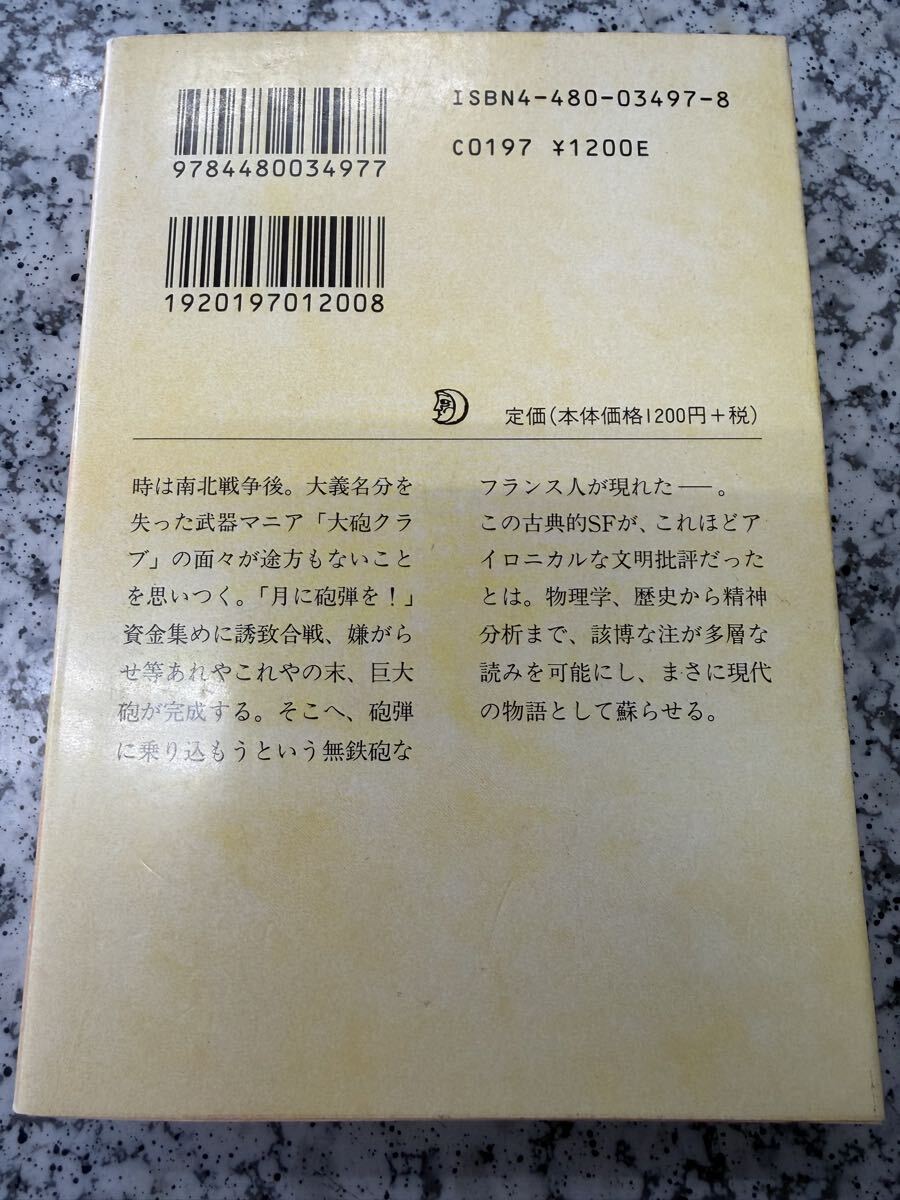 ISBN4-480-03497-8
C0197 ¥1200E
9784480034977
1920197012008
定価(本体価格1200円+税)
時は南北戦争後。大義名分を
失った武器マニア「大砲クラ
ブ」の面々が途方もないこと
を思いつく。「月に砲弾を!」
資金集めに誘致合戦、嫌がら
せ等あれやこれやの末、巨大
砲が完成する。そこへ、砲弾
に乗り込もうという無鉄砲な
フランス人が現れた──。
この古典的SFが、これほどア
イロニカルな文明批評だった
とは。物理学、歴史から精神
分析まで、該博な注が多層な
読みを可能にし、まさに現代
の物語として蘇らせる。